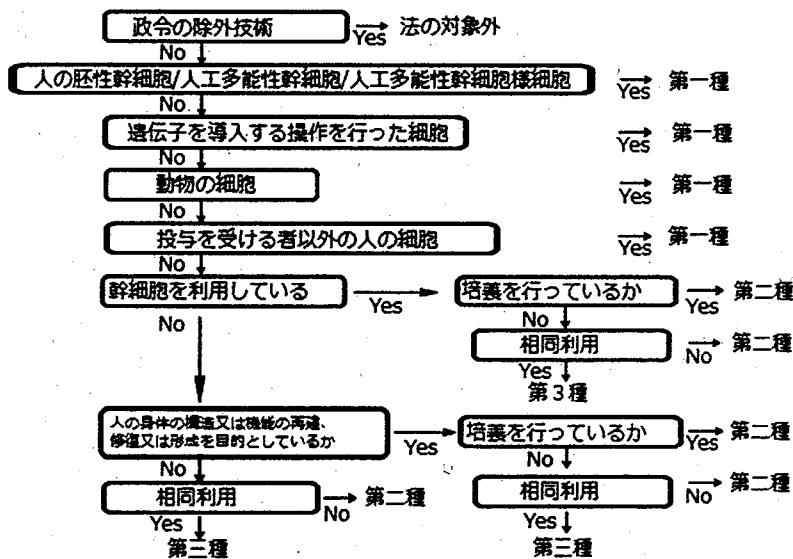 政令の除外技術
Yes
法の対象外
No
人の胚性幹細胞/人工多能性幹細胞/人工多能性幹細胞様細胞
Yes
第一種
No
遺伝子を導入する操作を行った細胞
Yes
第一種
No
動物の細胞
Yes
第一種
No
投与を受ける者以外の人の細胞
Yes
第一種
No
幹細胞を利用している
Yes
培義を行っているか
Yes
第二種
No
No
相同利用
No
第二種
Yes
第3種
人の身体の構造又は機能の再建、
修復又は形成を目的としているか
Yes
培義を行っているか
Yes
第二種
No
No
相同利用
No
第二種
相同利用
No
第二種
Yes
第三種
Yes
第三種